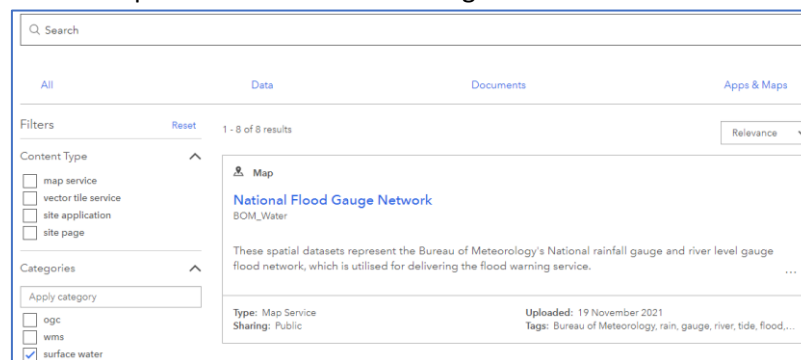 Search
All Data Documents Apps & Maps
Filters Reset
1 - 8 of 8 results
Relevance
Content Type
map service
vector tile service
site application
site page
Categories
Apply category
ogc
wms
surface water
Map
National Flood Gauge Network
BOM_Water
These spatial datasets represent the Bureau of Meteorology's National rainfall gauge and river level gauge
flood network, which is utilised for delivering the flood warning service.
...
Type: Map Service Uploaded: 19 November 2021
Sharing: Public Tags: Bureau of Meteorology, rain, gauge, river, tide, flood,...